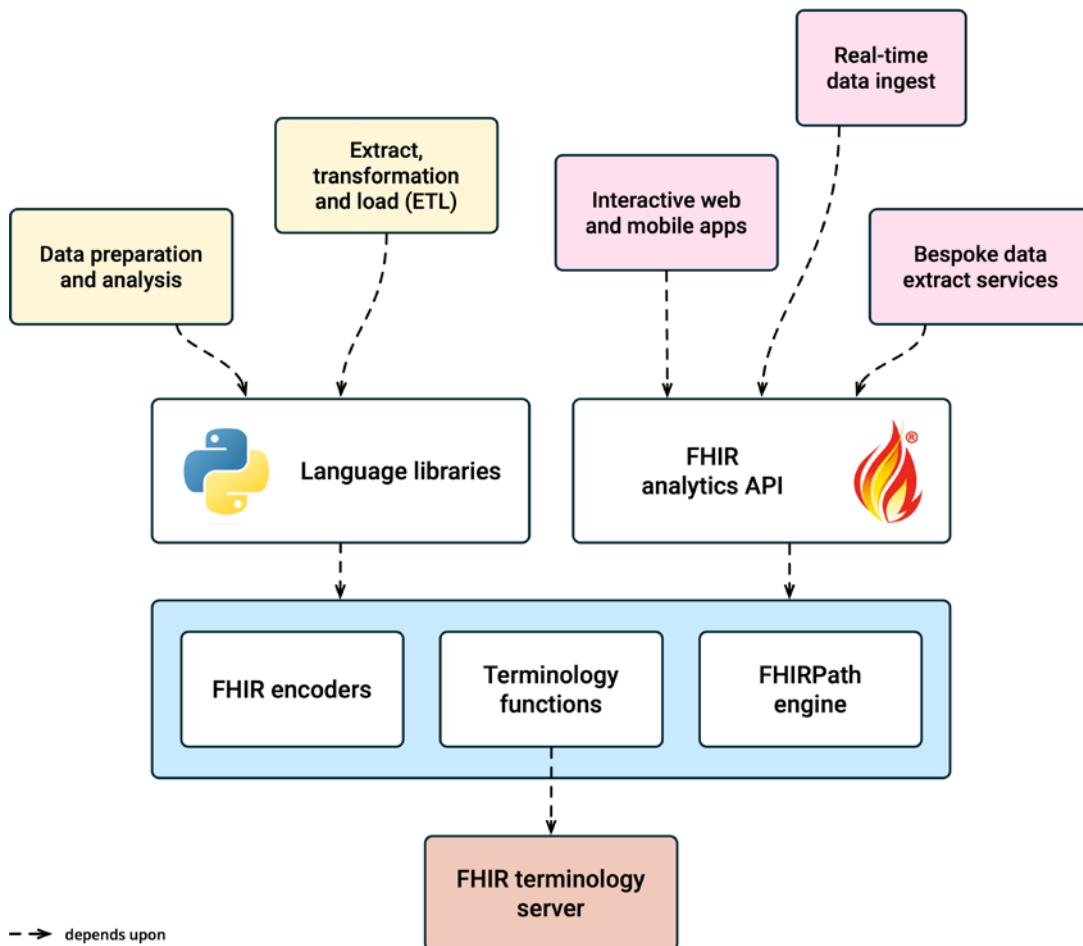 Real-time
data ingest
Extract,
transformation
and load (ETL)
Interactive web
and mobile apps
Data preparation
and analysis
Bespoke data
extract services
Language libraries
FHIR
analytics API
®
FHIR encoders
Terminology
functions
FHIRPath
engine
FHIR terminology
server
depends upon